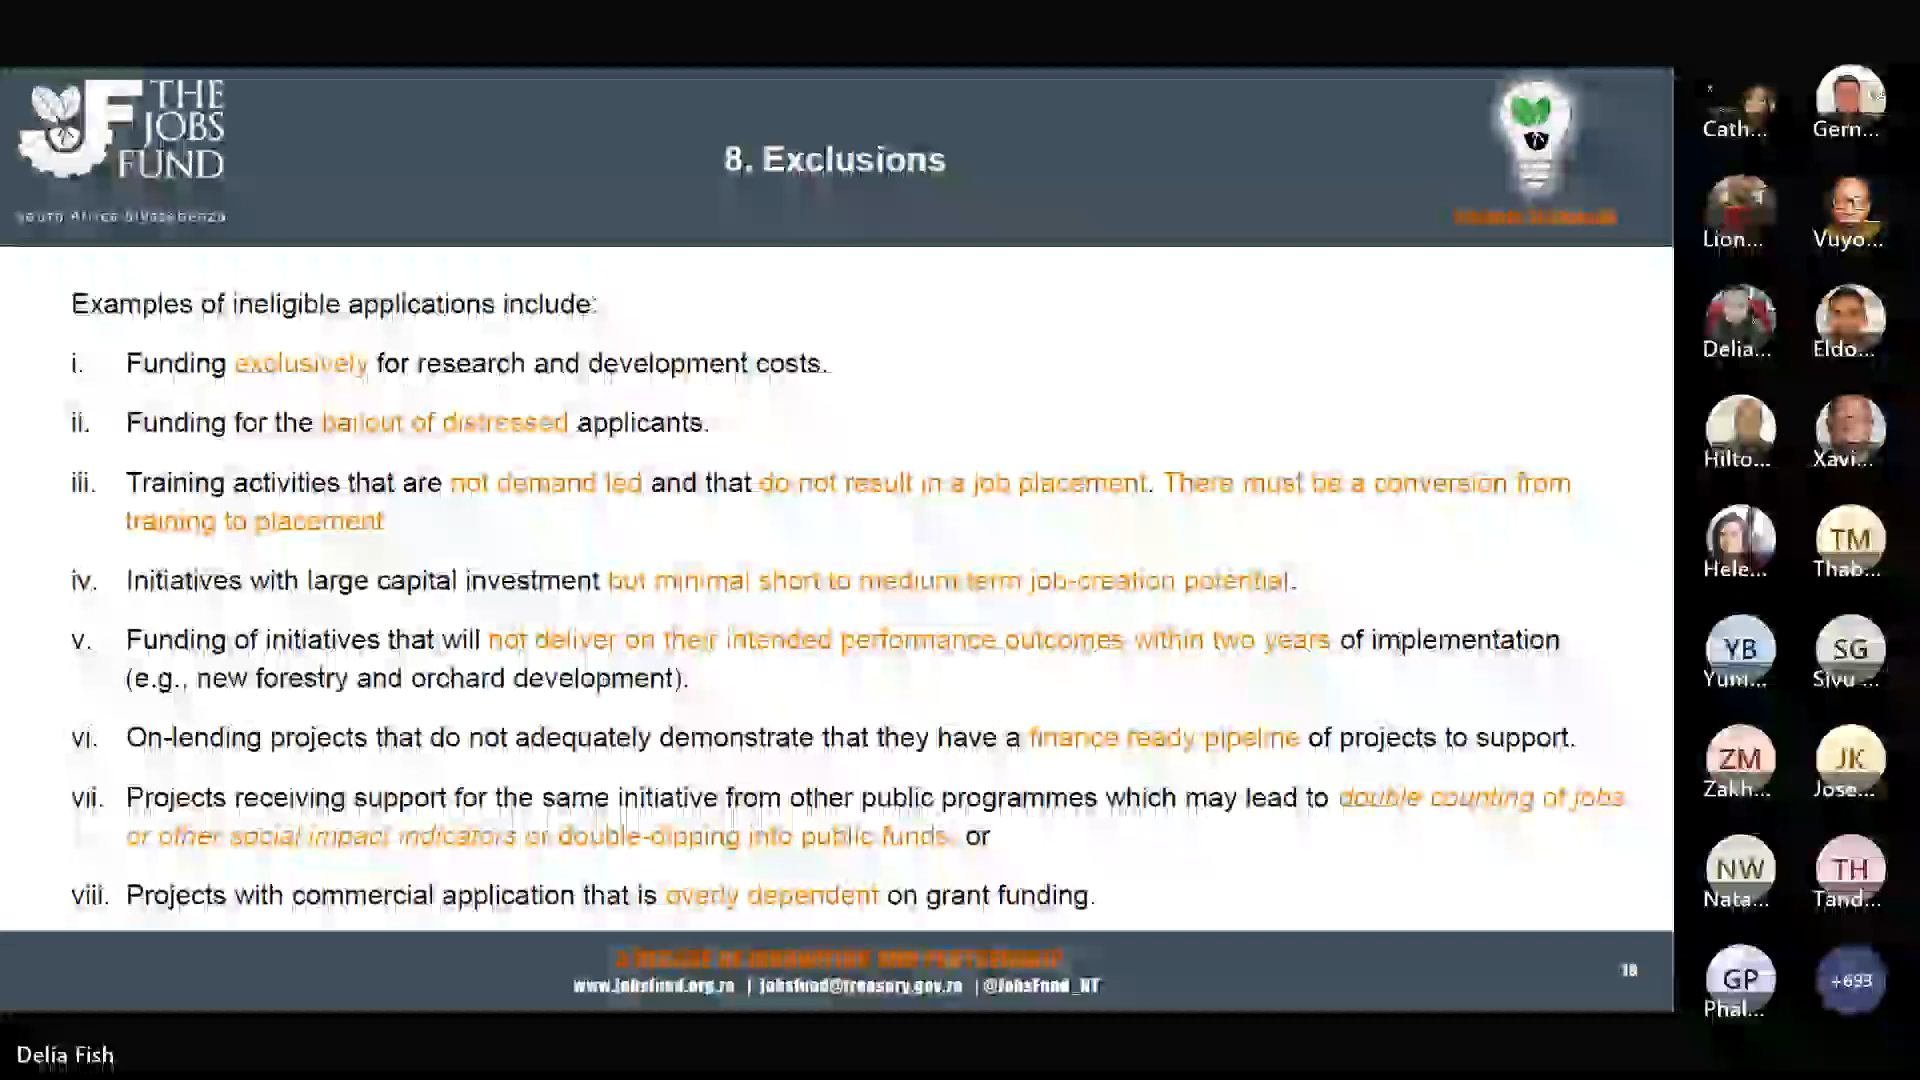 THE
JOBS
FUND
8. Exclusions
Examples of ineligible applications include:
i. Funding exclusively for research and development costs.
ii. Funding for the bailout of distressed applicants.
iii. Training activities that are not demand led and that do not result in a job placement. There must be a conversion from
training to placement
iv. Initiatives with large capital investment but minimal short to medium term job-creation potential.
v. Funding of initiatives that will not deliver on their intended performance outcomes within two years of implementation
(e.g., new forestry and orchard development).
vi. On-lending projects that do not adequately demonstrate that they have a finance ready pipeline of projects to support.
vii. Projects receiving support for the same initiative from other public programmes which may lead to double counting of jobs
or other social impact indicators or double-dipping into public funds, or
viii. Projects with commercial application that is overly dependent on grant funding.
A DECADE OF INNOVATION AND PARTNERSHIP
www.jobsfund.org.za | jobsfund@treasury.gov.za | @JobsFund_NT
18
Cath... Gern...
Lion... Vuyo...
Delia... Eldo...
Hilto... Xavi...
Hele... TM Thab...
YB Yum... SG Sivu ...
ZM Zakh... JK Jose...
NW Nata... TH Tand...
GP Phal... +693
Delia Fish